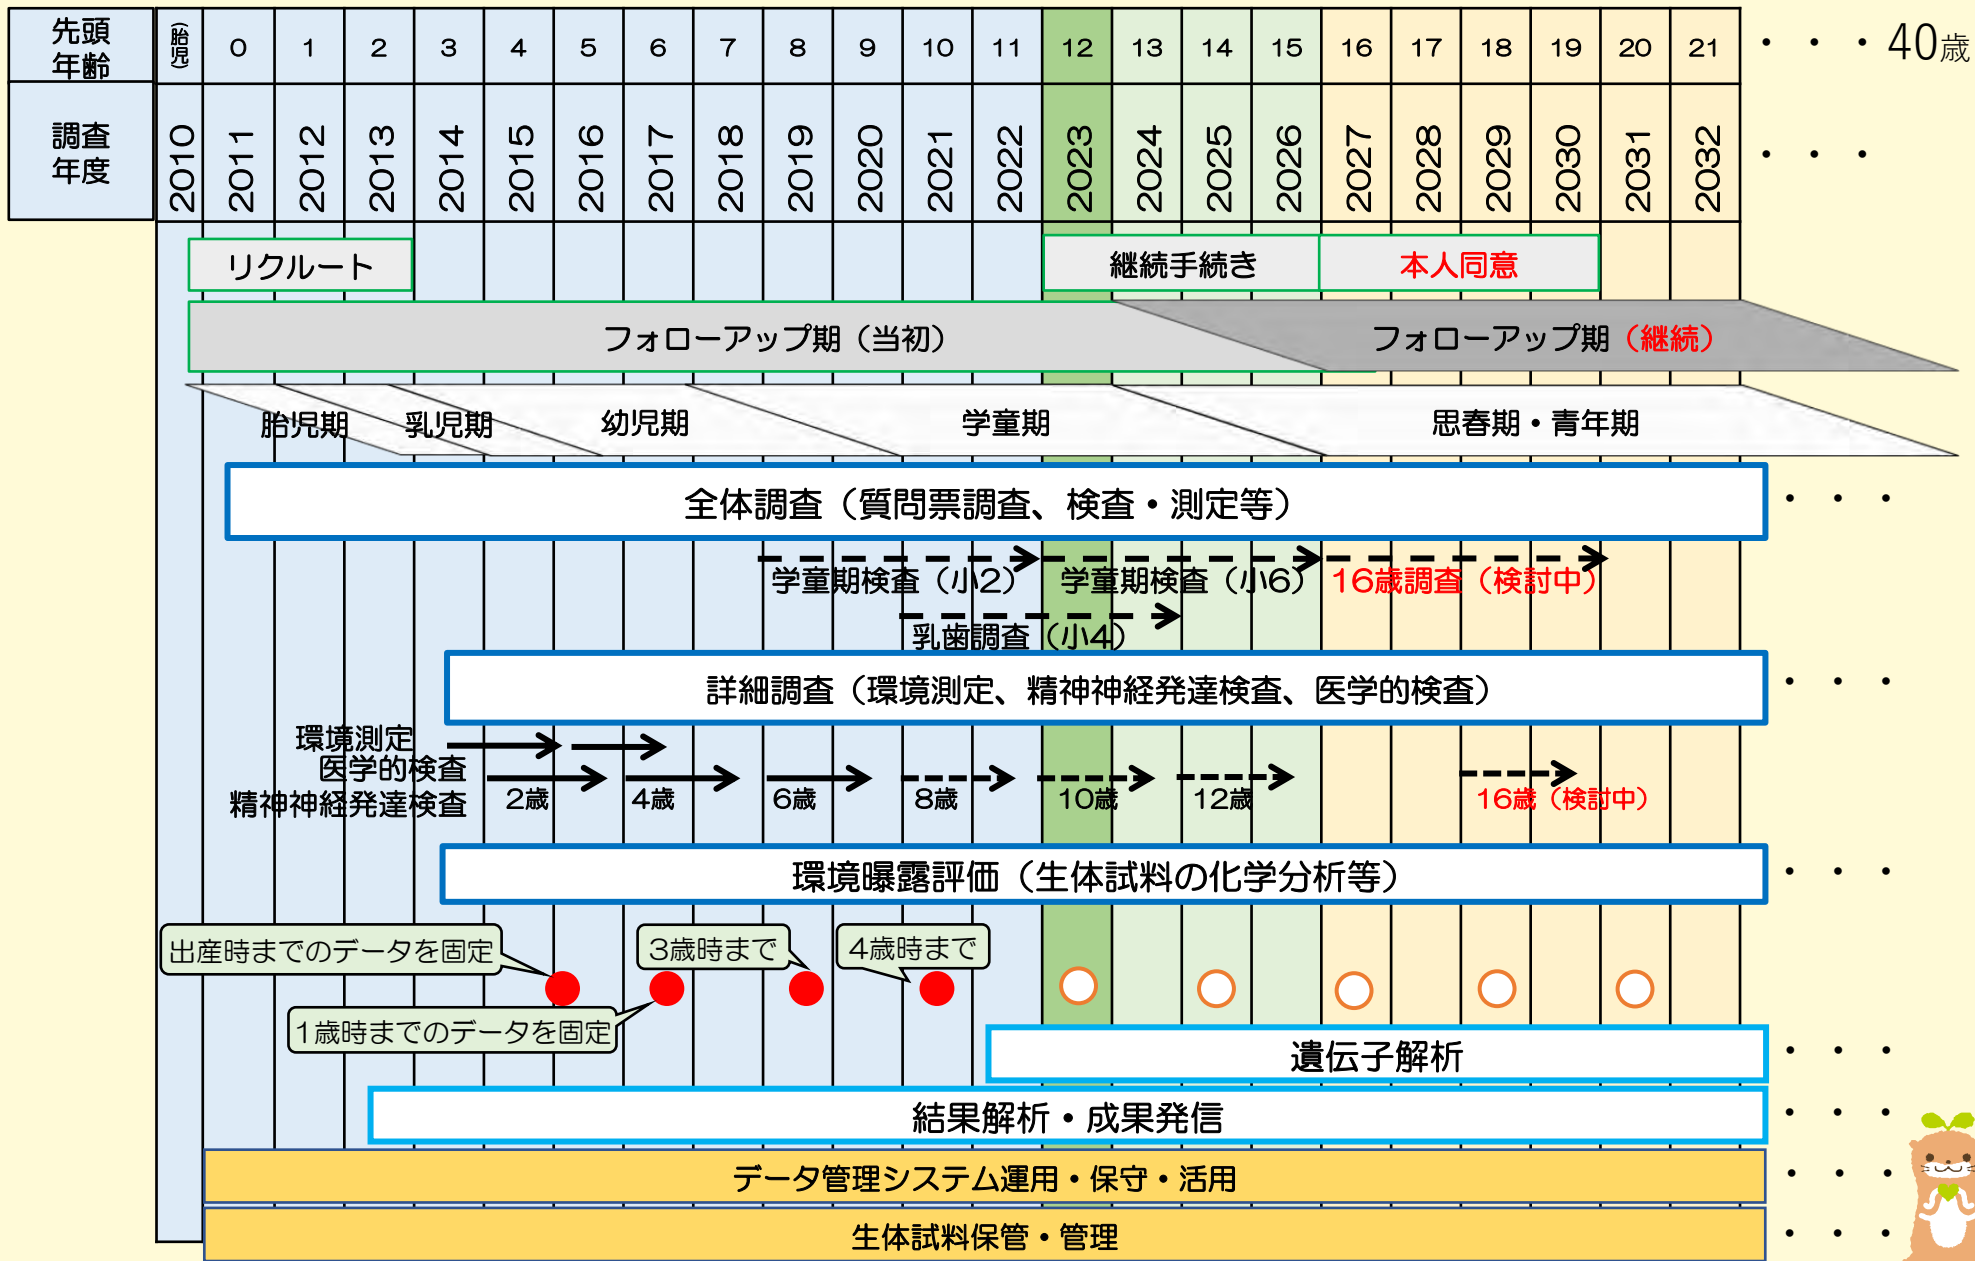 先頭
年齢
（胎児） 0 1 2 3 4 5 6 7 8 9 10 11 12 13 14 15 16 17 18 19 20 21 ・・・40歳
調査
年度
2010 2011 2012 2013 2014 2015 2016 2017 2018 2019 2020 2021 2022 2023 2024 2025 2026 2027 2028 2029 2030 2031 2032 ・・・
リクルート 継続手続き 本人同意
フォローアップ期（当初） フォローアップ期（継続）
胎児期 乳児期 幼児期 学童期 思春期・青年期
全体調査（質問票調査、検査・測定等） ・・・
学童期検査（小2） 学童期検査（小6） 16歳調査（検討中）
乳歯調査（小4）
詳細調査（環境測定、精神神経発達検査、医学的検査） ・・・
環境測定
医学的検査
精神神経発達検査 2歳 4歳 6歳 8歳 10歳 12歳 16歳（検討中）
環境曝露評価（生体試料の化学分析等） ・・・
出産時までのデータを固定 3歳時まで 4歳時まで
1歳時までのデータを固定
遺伝子解析 ・・・
結果解析・成果発信 ・・・
データ管理システム運用・保守・活用 ・・・
生体試料保管・管理 ・・・